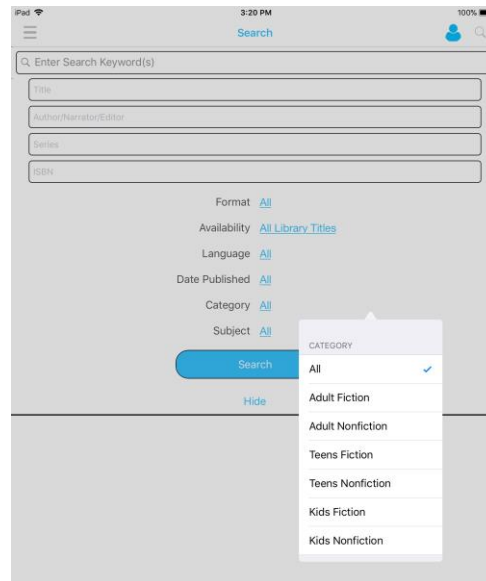 iPad 3:20 PM 100%
Search
Enter Search Keyword(s)
Title
Author/Narrator/Editor
Series
ISBN
Format All
Availability All Library Titles
Language All
Date Published All
Category All
Subject All
Search
Hide
CATEGORY
All
Adult Fiction
Adult Nonfiction
Teens Fiction
Teens Nonfiction
Kids Fiction
Kids Nonfiction